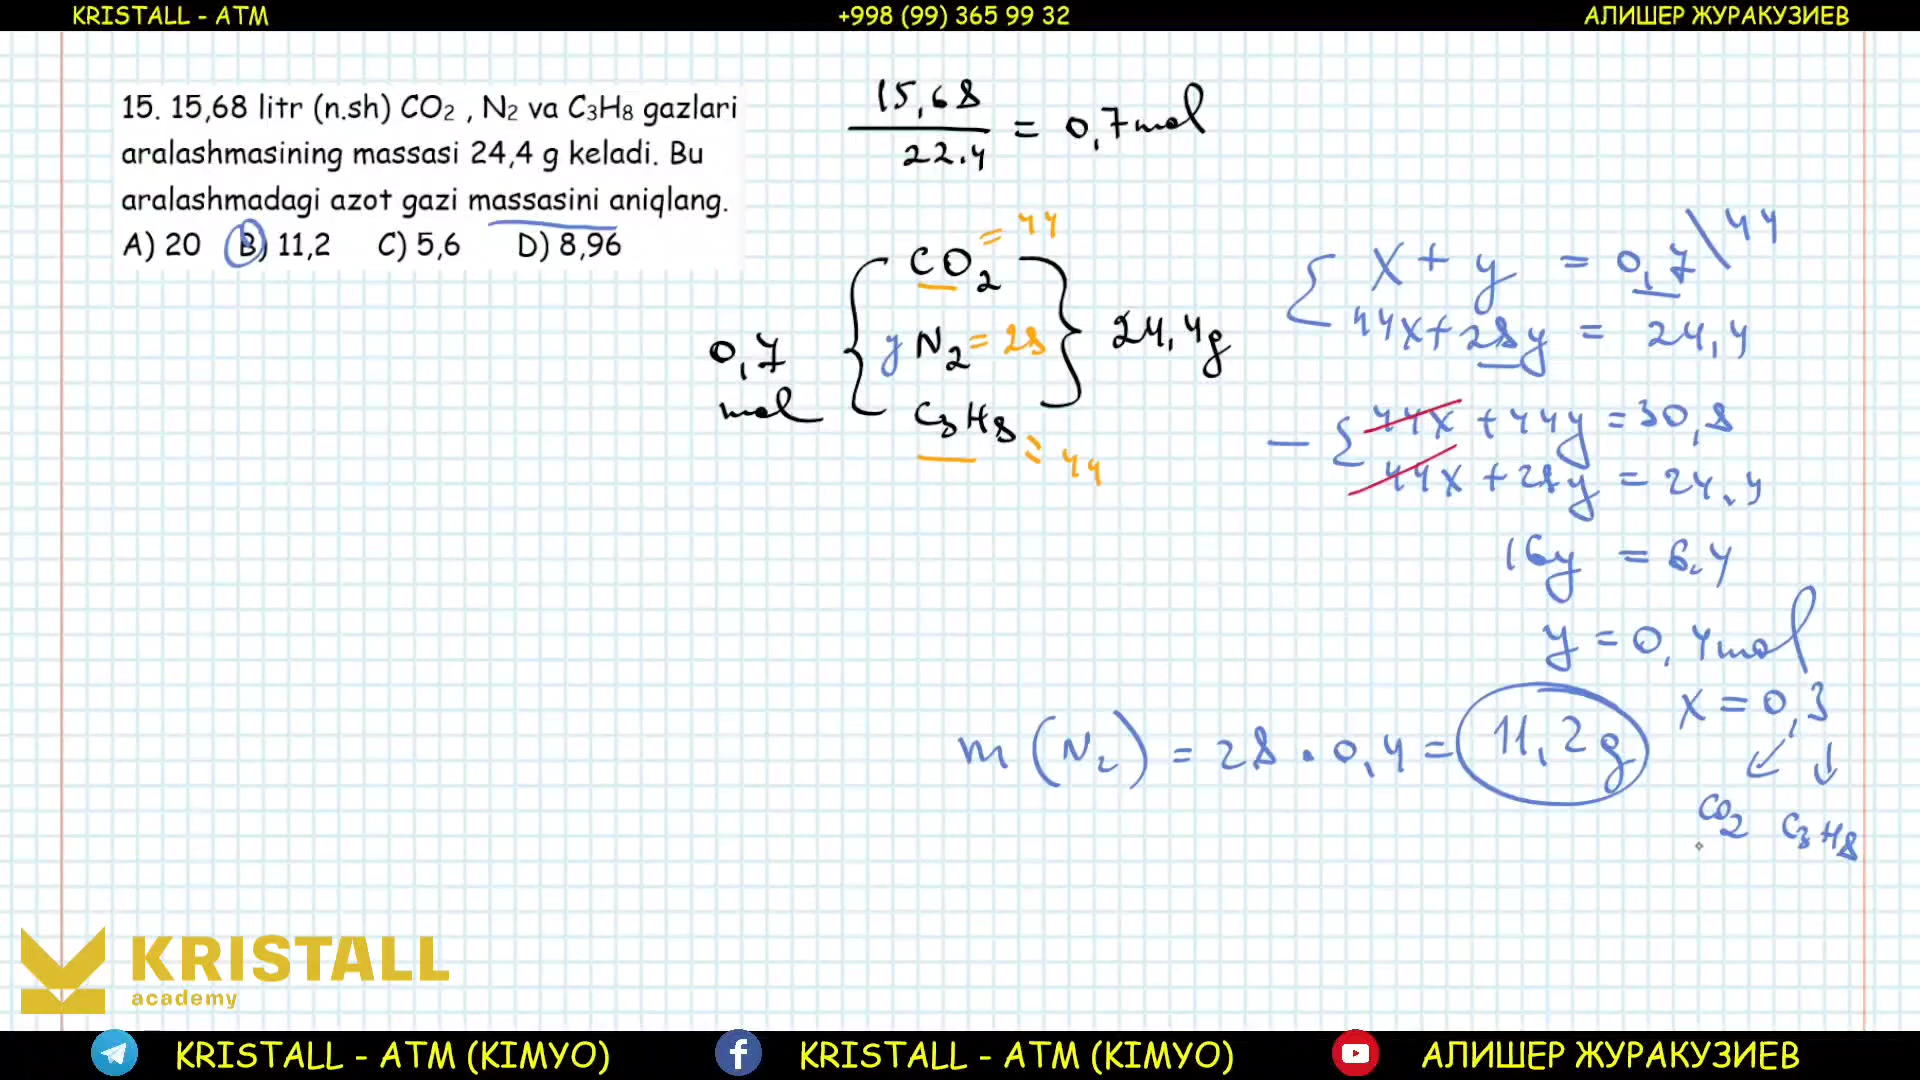 KRISTALL - ATM
+998 (99) 365 99 32
АЛИШЕР ЖУРАКУЗИЕВ
15. 15,68 litr (n.sh) CO₂ , N₂ va C₃H₈ gazlari
aralashmasining massasi 24,4 g keladi. Bu
aralashmadagi azot gazi massasini aniqlang.
A) 20 B) 11,2 C) 5,6 D) 8,96
15,68
22.4
= 0,7 mol
0,7
mol
CO₂ = 44
y N₂ = 28
C₃H₈ = 44
24,4g
x + y = 0,7 \ 44
44x + 28y = 24,4
− { 44x + 44y = 30,8
44x + 28y = 24,4
16y = 6.4
y = 0,4 mol
x = 0,3
CO₂ C₃H₈
m (N₂) = 28 · 0,4 = 11,2g
KRISTALL
academy
KRISTALL - ATM (KIMYO)
KRISTALL - ATM (KIMYO)
АЛИШЕР ЖУРАКУЗИЕВ